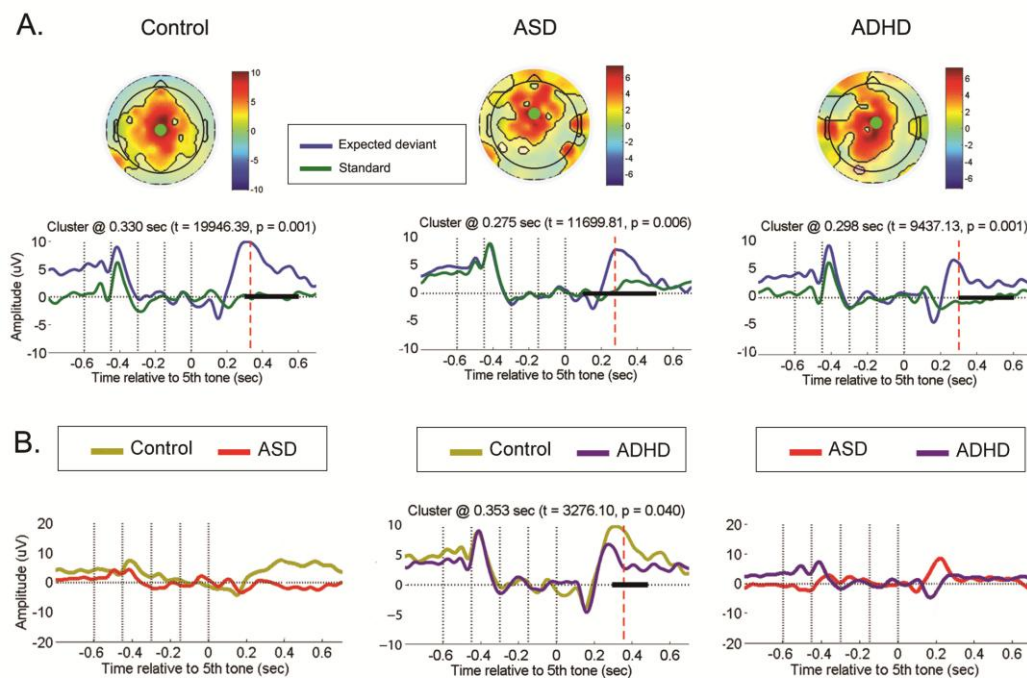 A.
Control
ASD
ADHD
10
5
0
-5
-10
6
4
2
0
-2
-4
-6
6
4
2
0
-2
-4
-6
Expected deviant
Standard
Cluster @ 0.330 sec (t = 19946.39, p = 0.001)
Cluster @ 0.275 sec (t = 11699.81, p = 0.006)
Cluster @ 0.298 sec (t = 9437.13, p = 0.001)
Amplitude (uV)
10
5
0
-5
-10
-0.6 -0.4 -0.2 0 0.2 0.4 0.6
Time relative to 5th tone (sec)
10
5
0
-5
-10
-0.6 -0.4 -0.2 0 0.2 0.4 0.6
Time relative to 5th tone (sec)
Amplitude (uV)
10
5
0
-5
-10
-0.6 -0.4 -0.2 0 0.2 0.4 0.6
Time relative to 5th tone (sec)
B.
Control ASD
Control ADHD
ASD ADHD
Cluster @ 0.353 sec (t = 3276.10, p = 0.040)
Amplitude (uV)
20
10
0
-10
-20
-0.6 -0.4 -0.2 0 0.2 0.4 0.6
Time relative to 5th tone (sec)
10
5
0
-5
-10
-0.6 -0.4 -0.2 0 0.2 0.4 0.6
Time relative to 5th tone (sec)
20
10
0
-10
-20
-0.6 -0.4 -0.2 0 0.2 0.4 0.6
Time relative to 5th tone (sec)